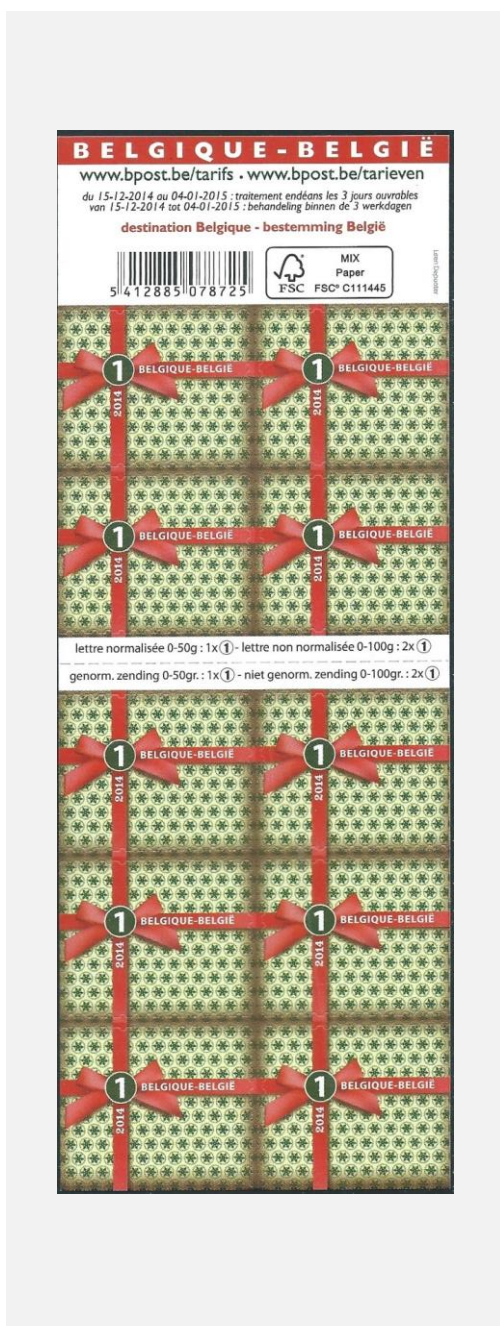 BELGIQUE-BELGIË
www.bpost.be/tarifs . www.bpost.be/tarieven
du 15-12-2014 au 04-01-2015 : traitement endéans les 3 jours ouvrables
van 15-12-2014 tot 04-01-2015 : behandeling binnen de 3 werkdagen
destination Belgique - bestemming België
5 412885 078725
FSC
MIX
Paper
FSC® C111445
1 BELGIQUE-BELGIË 2014
1 BELGIQUE-BELGIË 2014
1 BELGIQUE-BELGIË 2014
1 BELGIQUE-BELGIË 2014
lettre normalisée 0-50g : 1x① - lettre non normalisée 0-100g : 2x ①
genorm. zending 0-50gr. : 1x① - niet genorm. zending 0-100gr. : 2x①
1 BELGIQUE-BELGIË 2014
1 BELGIQUE-BELGIË 2014
1 BELGIQUE-BELGIË 2014
1 BELGIQUE-BELGIË 2014
1 BELGIQUE-BELGIË 2014
1 BELGIQUE-BELGIË 2014